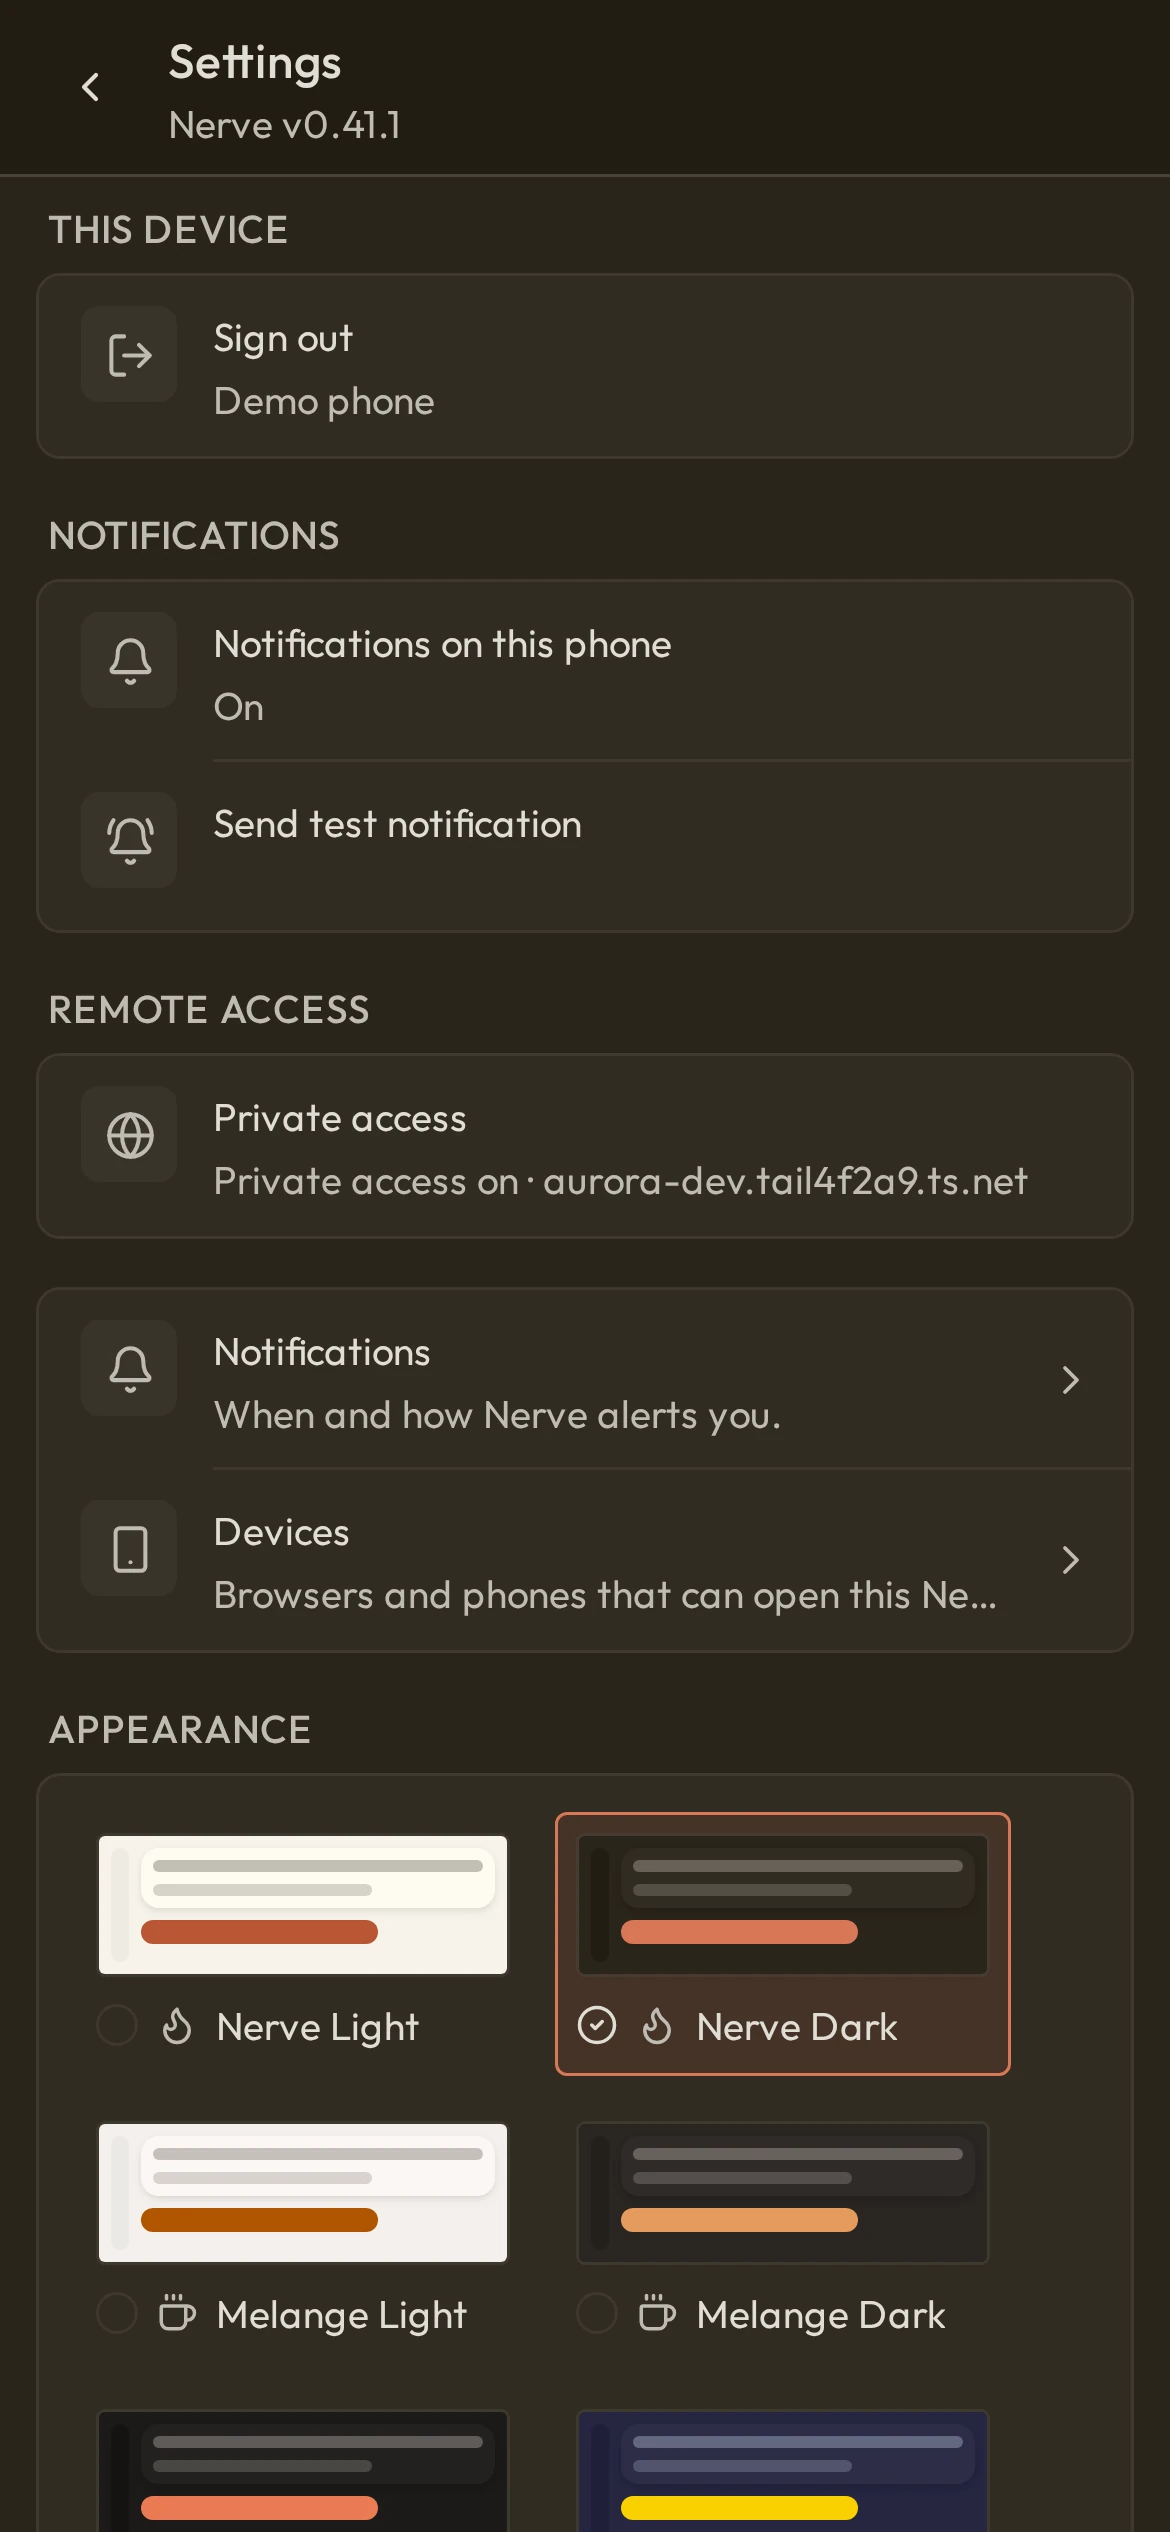 Settings
Nerve v0.41.1
THIS DEVICE
Sign out
Demo phone
NOTIFICATIONS
Notifications on this phone
On
Send test notification
REMOTE ACCESS
Private access
Private access on · aurora-dev.tail4f2a9.ts.net
Notifications
When and how Nerve alerts you.
Devices
Browsers and phones that can open this Ne...
APPEARANCE
Nerve Light
Nerve Dark
Melange Light
Melange Dark